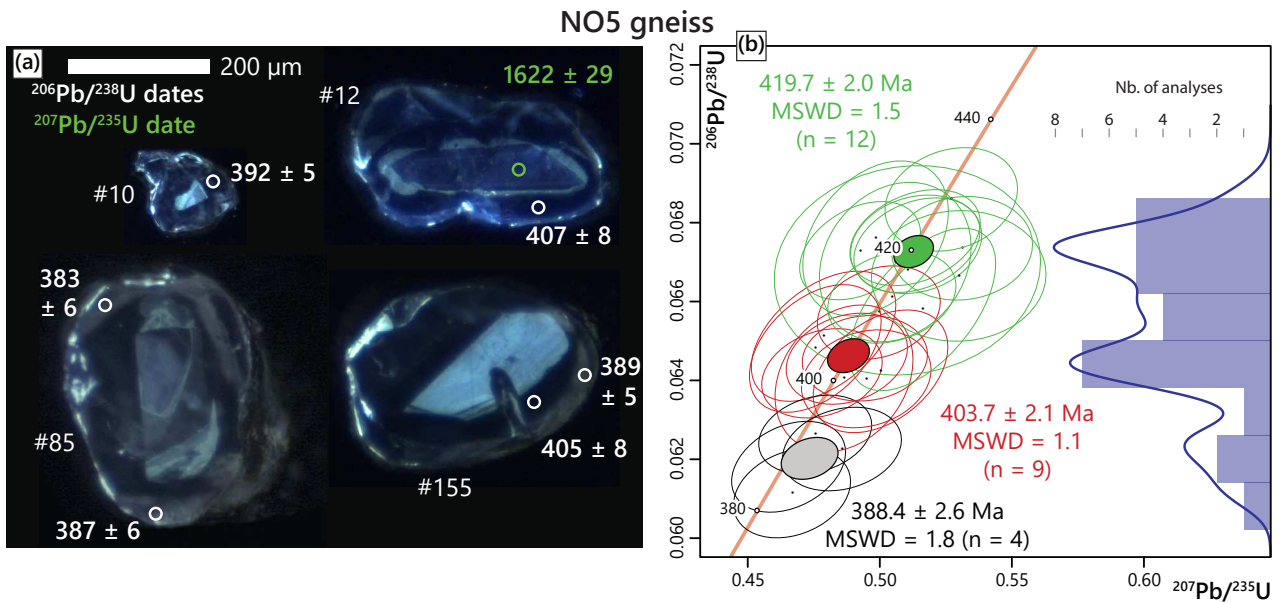 NO5 gneiss
(a)
200 µm
²⁰⁶Pb/²³⁸U dates
²⁰⁷Pb/²³⁵U date
#10
392 ± 5
#12
1622 ± 29
407 ± 8
383
± 6
#85
387 ± 6
389
± 5
405 ± 8
#155
(b)
²⁰⁶Pb/²³⁸U
0.072
0.070
0.068
0.066
0.064
0.062
0.060
419.7 ± 2.0 Ma
MSWD = 1.5
(n = 12)
440
420
400
380
Nb. of analyses
8 6 4 2
403.7 ± 2.1 Ma
MSWD = 1.1
(n = 9)
388.4 ± 2.6 Ma
MSWD = 1.8 (n = 4)
0.45 0.50 0.55 0.60
²⁰⁷Pb/²³⁵U